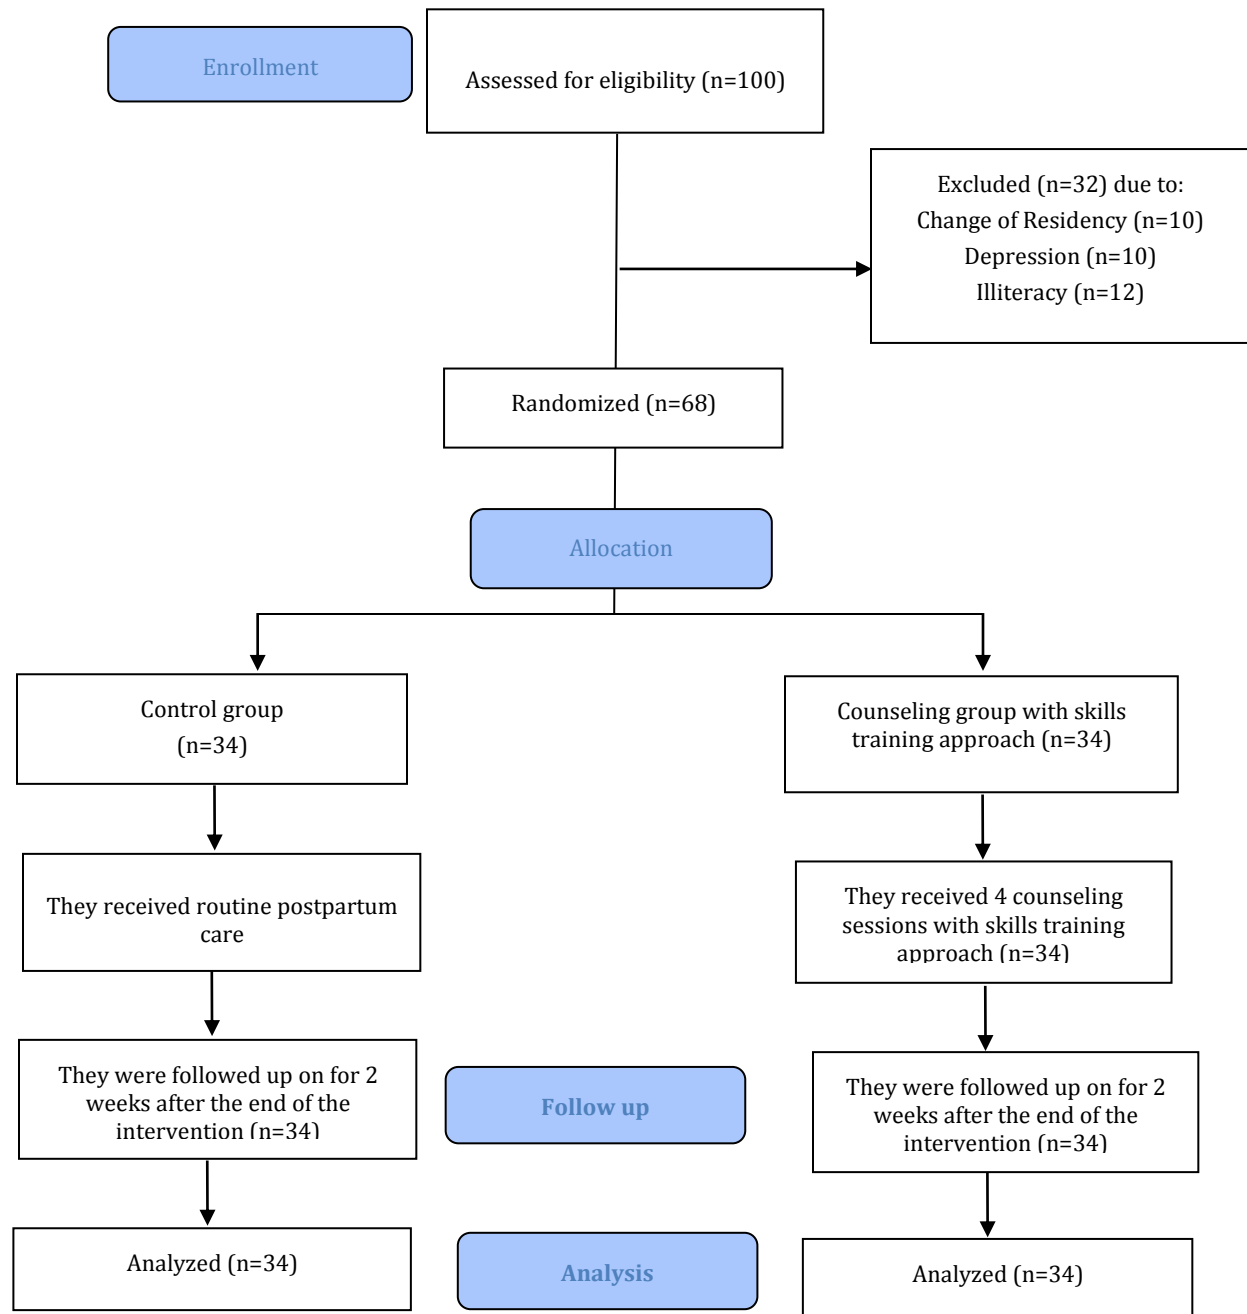 Enrollment
Assessed for eligibility (n=100)
Excluded (n=32) due to:
Change of Residency (n=10)
Depression (n=10)
Illiteracy (n=12)
Randomized (n=68)
Allocation
Control group
(n=34)
Counseling group with skills
training approach (n=34)
They received routine postpartum
care
They received 4 counseling
sessions with skills training
approach (n=34)
They were followed up on for 2
weeks after the end of the
intervention (n=34)
Follow up
They were followed up on for 2
weeks after the end of the
intervention (n=34)
Analyzed (n=34)
Analysis
Analyzed (n=34)